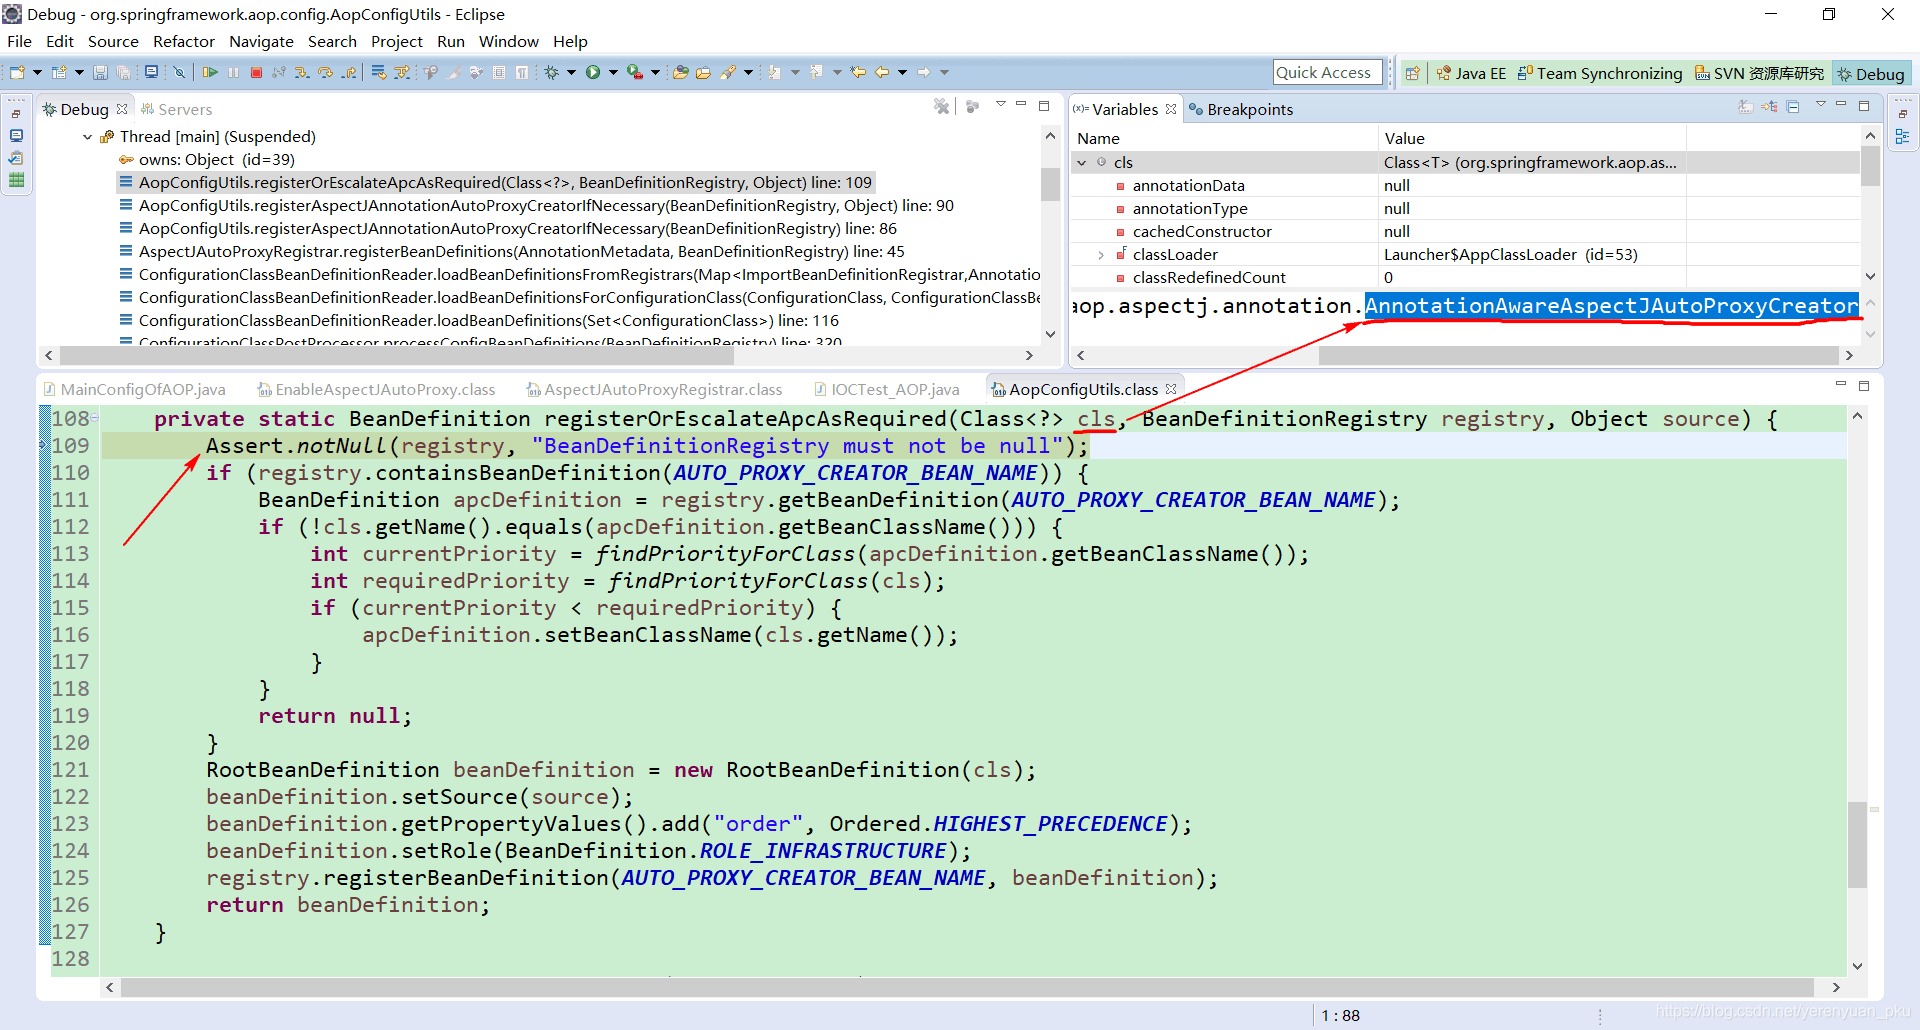 Debug - org.springframework.aop.config.AopConfigUtils - Eclipse
File Edit Source Refactor Navigate Search Project Run Window Help
Quick Access
Java EE Team Synchronizing SVN 资源库研究 Debug
Debug Servers
Thread [main] (Suspended)
owns: Object (id=39)
AopConfigUtils.registerOrEscalateApcAsRequired(Class<?>, BeanDefinitionRegistry, Object) line: 109
AopConfigUtils.registerAspectJAnnotationAutoProxyCreatorIfNecessary(BeanDefinitionRegistry, Object) line: 90
AopConfigUtils.registerAspectJAnnotationAutoProxyCreatorIfNecessary(BeanDefinitionRegistry) line: 86
AspectJAutoProxyRegistrar.registerBeanDefinitions(AnnotationMetadata, BeanDefinitionRegistry) line: 45
ConfigurationClassBeanDefinitionReader.loadBeanDefinitionsFromRegistrars(Map<ImportBeanDefinitionRegistrar,Annotatio
ConfigurationClassBeanDefinitionReader.loadBeanDefinitionsForConfigurationClass(ConfigurationClass, ConfigurationClassBe
ConfigurationClassBeanDefinitionReader.loadBeanDefinitions(Set<ConfigurationClass>) line: 116
ConfigurationClassPostProcessor.processConfigBeanDefinitions(BeanDefinitionRegistry) line: 320
(x)= Variables Breakpoints
Name Value
cls Class<T> (org.springframework.aop.as...
annotationData null
annotationType null
cachedConstructor null
classLoader Launcher$AppClassLoader (id=53)
classRedefinedCount 0
aop.aspectj.annotation.AnnotationAwareAspectJAutoProxyCreator
MainConfigOfAOP.java EnableAspectJAutoProxy.class AspectJAutoProxyRegistrar.class IOCTest_AOP.java AopConfigUtils.class
108 private static BeanDefinition registerOrEscalateApcAsRequired(Class<?> cls, BeanDefinitionRegistry registry, Object source) {
109 Assert.notNull(registry, "BeanDefinitionRegistry must not be null");
110 if (registry.containsBeanDefinition(AUTO_PROXY_CREATOR_BEAN_NAME)) {
111 BeanDefinition apcDefinition = registry.getBeanDefinition(AUTO_PROXY_CREATOR_BEAN_NAME);
112 if (!cls.getName().equals(apcDefinition.getBeanClassName())) {
113 int currentPriority = findPriorityForClass(apcDefinition.getBeanClassName());
114 int requiredPriority = findPriorityForClass(cls);
115 if (currentPriority < requiredPriority) {
116 apcDefinition.setBeanClassName(cls.getName());
117 }
118 }
119 return null;
120 }
121 RootBeanDefinition beanDefinition = new RootBeanDefinition(cls);
122 beanDefinition.setSource(source);
123 beanDefinition.getPropertyValues().add("order", Ordered.HIGHEST_PRECEDENCE);
124 beanDefinition.setRole(BeanDefinition.ROLE_INFRASTRUCTURE);
125 registry.registerBeanDefinition(AUTO_PROXY_CREATOR_BEAN_NAME, beanDefinition);
126 return beanDefinition;
127 }
128
1 : 88
https://blog.csdn.net/yerenyuan_pku